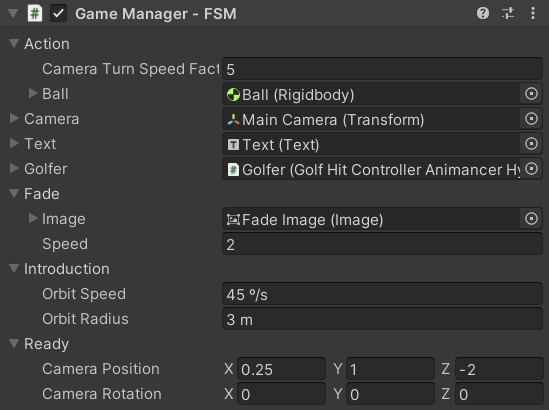 Game Manager - FSM
Action
Camera Turn Speed Fact 5
Ball Ball (Rigidbody)
Camera Main Camera (Transform)
Text Text (Text)
Golfer Golfer (Golf Hit Controller Animancer Hy
Fade
Image Fade Image (Image)
Speed 2
Introduction
Orbit Speed 45 º/s
Orbit Radius 3 m
Ready
Camera Position X 0.25 Y 1 Z -2
Camera Rotation X 0 Y 0 Z 0